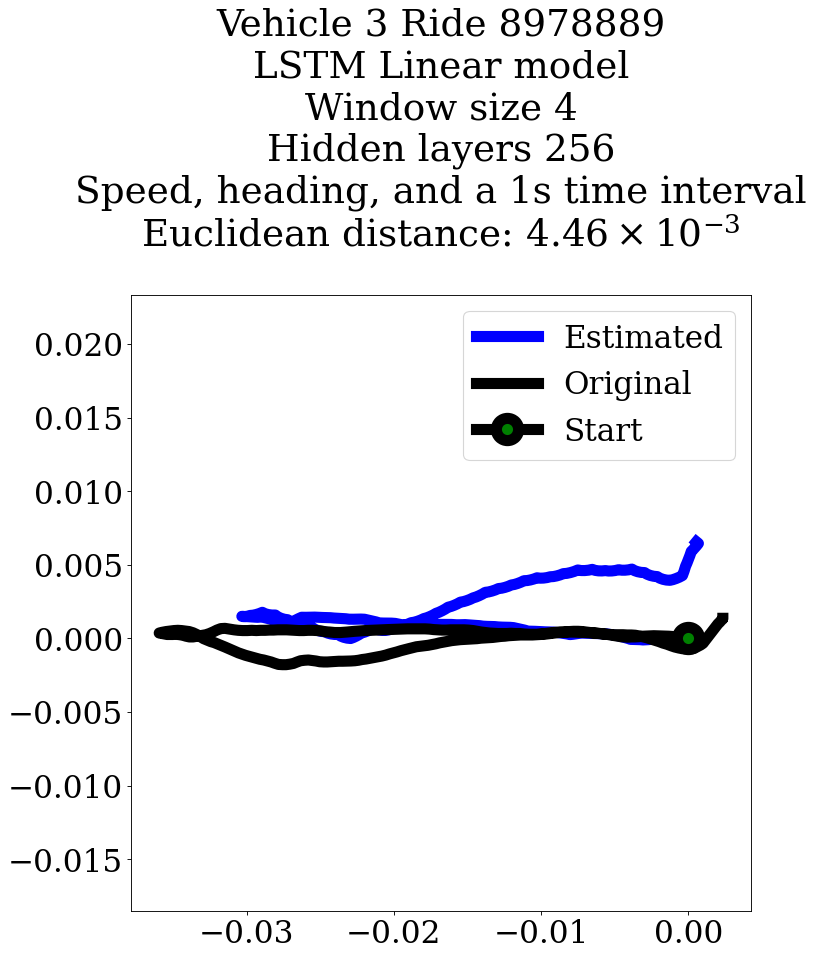 Vehicle 3 Ride 8978889
LSTM Linear model
Window size 4
Hidden layers 256
Speed, heading, and a 1s time interval
Euclidean distance: 4.46 × 10⁻³
Estimated
Original
Start
0.020
0.015
0.010
0.005
0.000
−0.005
−0.010
−0.015
−0.03 −0.02 −0.01 0.00